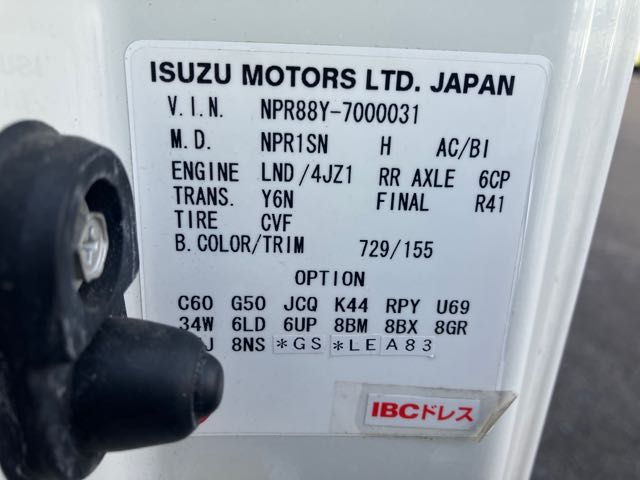 ISUZU MOTORS LTD. JAPAN
V.I.N. NPR88Y-7000031
M.D. NPR1SN H AC/BI
ENGINE LND/4JZ1 RR AXLE 6CP
TRANS. Y6N FINAL R41
TIRE CVF
B.COLOR/TRIM 729/155
OPTION
C60 G50 JCQ K44 RPY U69
34W 6LD 6UP 8BM 8BX 8GR
8NS *GS *LE A83
IBCドレス